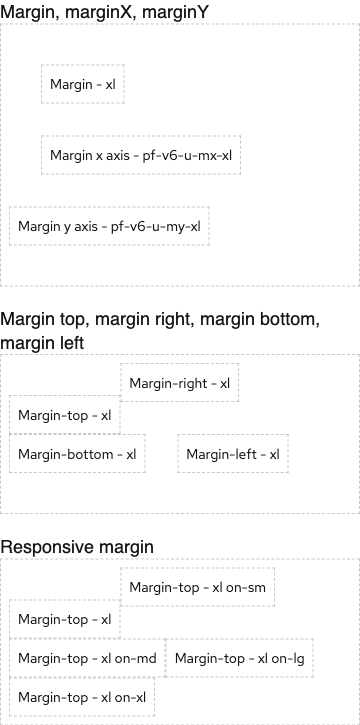 Margin, marginX, marginY
Margin - xl
Margin x axis - pf-v6-u-mx-xl
Margin y axis - pf-v6-u-my-xl
Margin top, margin right, margin bottom,
margin left
Margin-right - xl
Margin-top - xl
Margin-bottom - xl
Margin-left - xl
Responsive margin
Margin-top - xl on-sm
Margin-top - xl
Margin-top - xl on-md
Margin-top - xl on-lg
Margin-top - xl on-xl